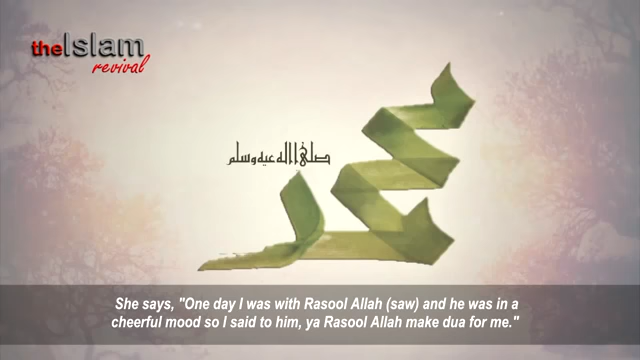 theIslam
revival
محمد
صلى الله عليه وسلم
She says, "One day I was with Rasool Allah (saw) and he was in a
cheerful mood so I said to him, ya Rasool Allah make dua for me."